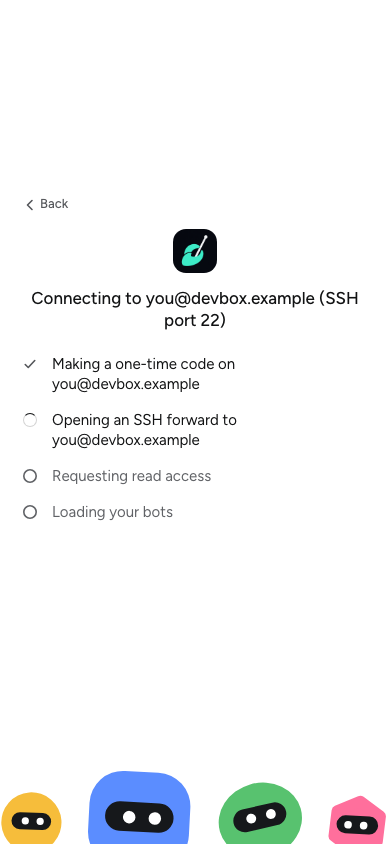 Back
Connecting to you@devbox.example (SSH
port 22)
Making a one-time code on
you@devbox.example
Opening an SSH forward to
you@devbox.example
Requesting read access
Loading your bots